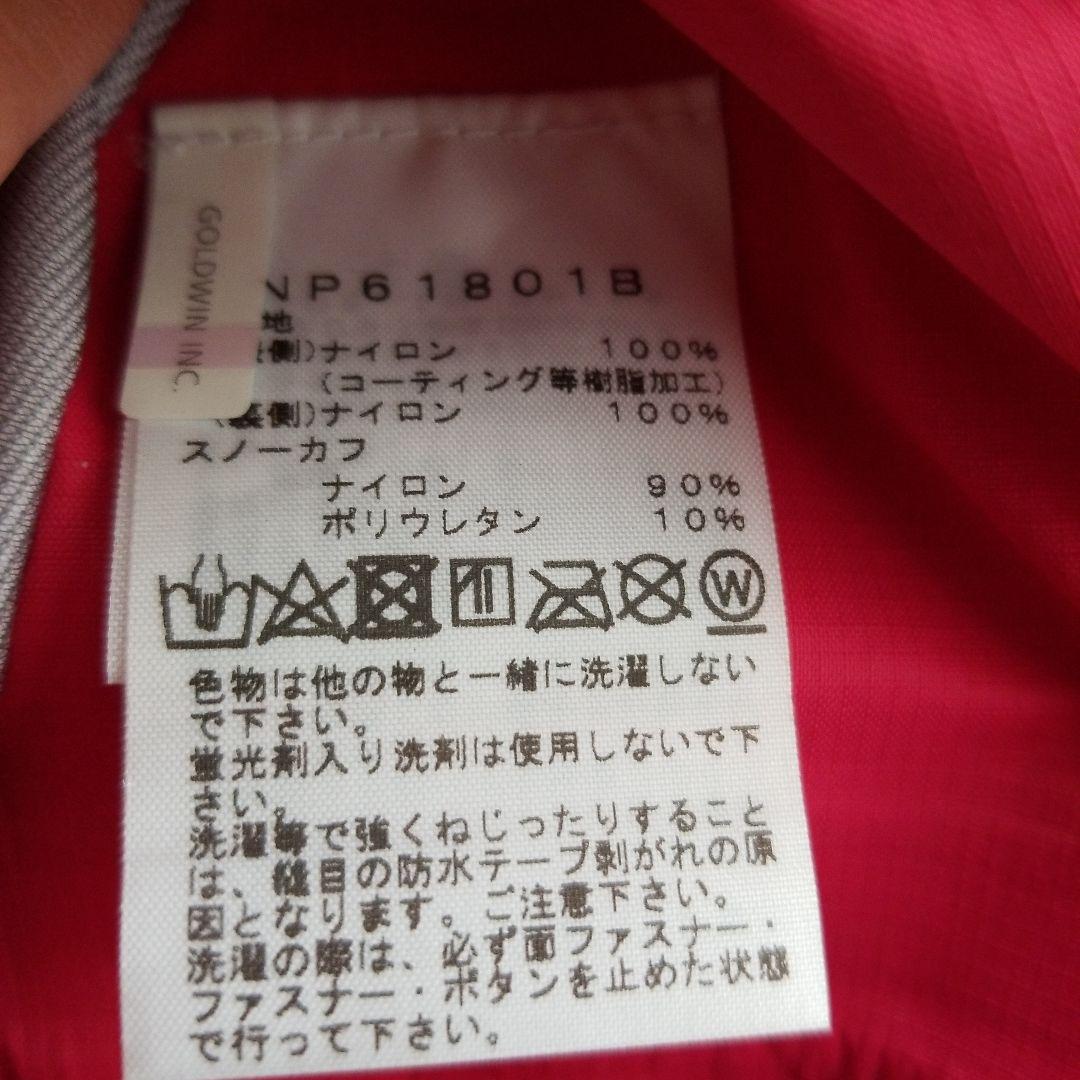 GOLDWIN INC.
NP61801B
地
側)ナイロン 100%
(コーティング等樹脂加工)
(裏側)ナイロン 100%
スノーカフ
ナイロン 90%
ポリウレタン 10%
W
色物は他の物と一緒に洗濯しない
で下さい。
蛍光剤入り洗剤は使用しないで下
さい。
洗濯等で強くねじったりすること
は、縫目の防水テープ剥がれの原
因となります。ご注意下さい。
洗濯の際は、必ず面ファスナー・
ファスナー・ボタンを止めた状態
で行って下さい。